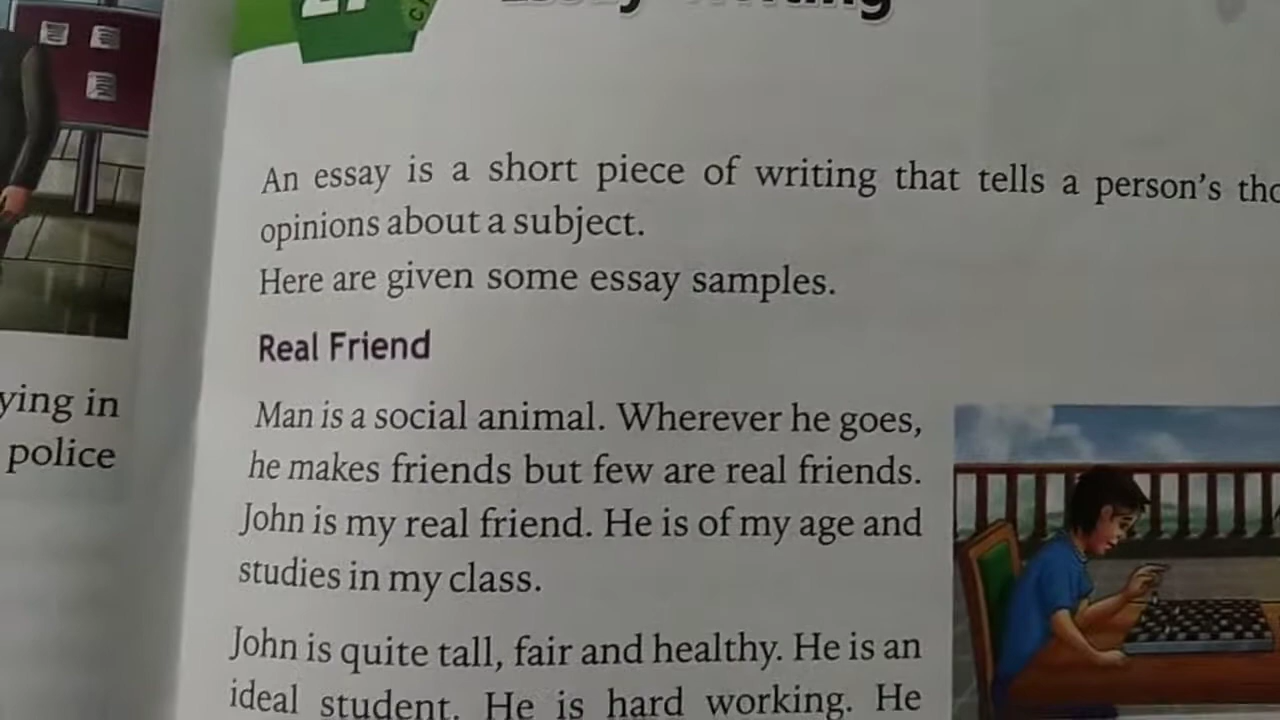 Essay Writing
An essay is a short piece of writing that tells a person's
opinions about a subject.
Here are given some essay samples.
Real Friend
Man is a social animal. Wherever he goes,
he makes friends but few are real friends.
John is my real friend. He is of my age and
studies in my class.
John is quite tall, fair and healthy. He is an
ideal student. He is hard working. He
ying in
police